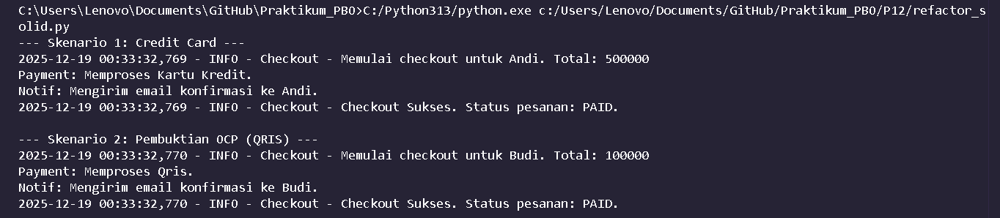 C:\Users\Lenovo\Documents\GitHub\Praktikum_PBO>C:/Python313/python.exe c:/Users/Lenovo/Documents/GitHub/Praktikum_PBO/P12/refactor_s
olid.py
--- Skenario 1: Credit Card ---
2025-12-19 00:33:32,769 - INFO - Checkout - Memulai checkout untuk Andi. Total: 500000
Payment: Memproses Kartu Kredit.
Notif: Mengirim email konfirmasi ke Andi.
2025-12-19 00:33:32,769 - INFO - Checkout - Checkout Sukses. Status pesanan: PAID.
--- Skenario 2: Pembuktian OCP (QRIS) ---
2025-12-19 00:33:32,770 - INFO - Checkout - Memulai checkout untuk Budi. Total: 100000
Payment: Memproses Qris.
Notif: Mengirim email konfirmasi ke Budi.
2025-12-19 00:33:32,770 - INFO - Checkout - Checkout Sukses. Status pesanan: PAID.